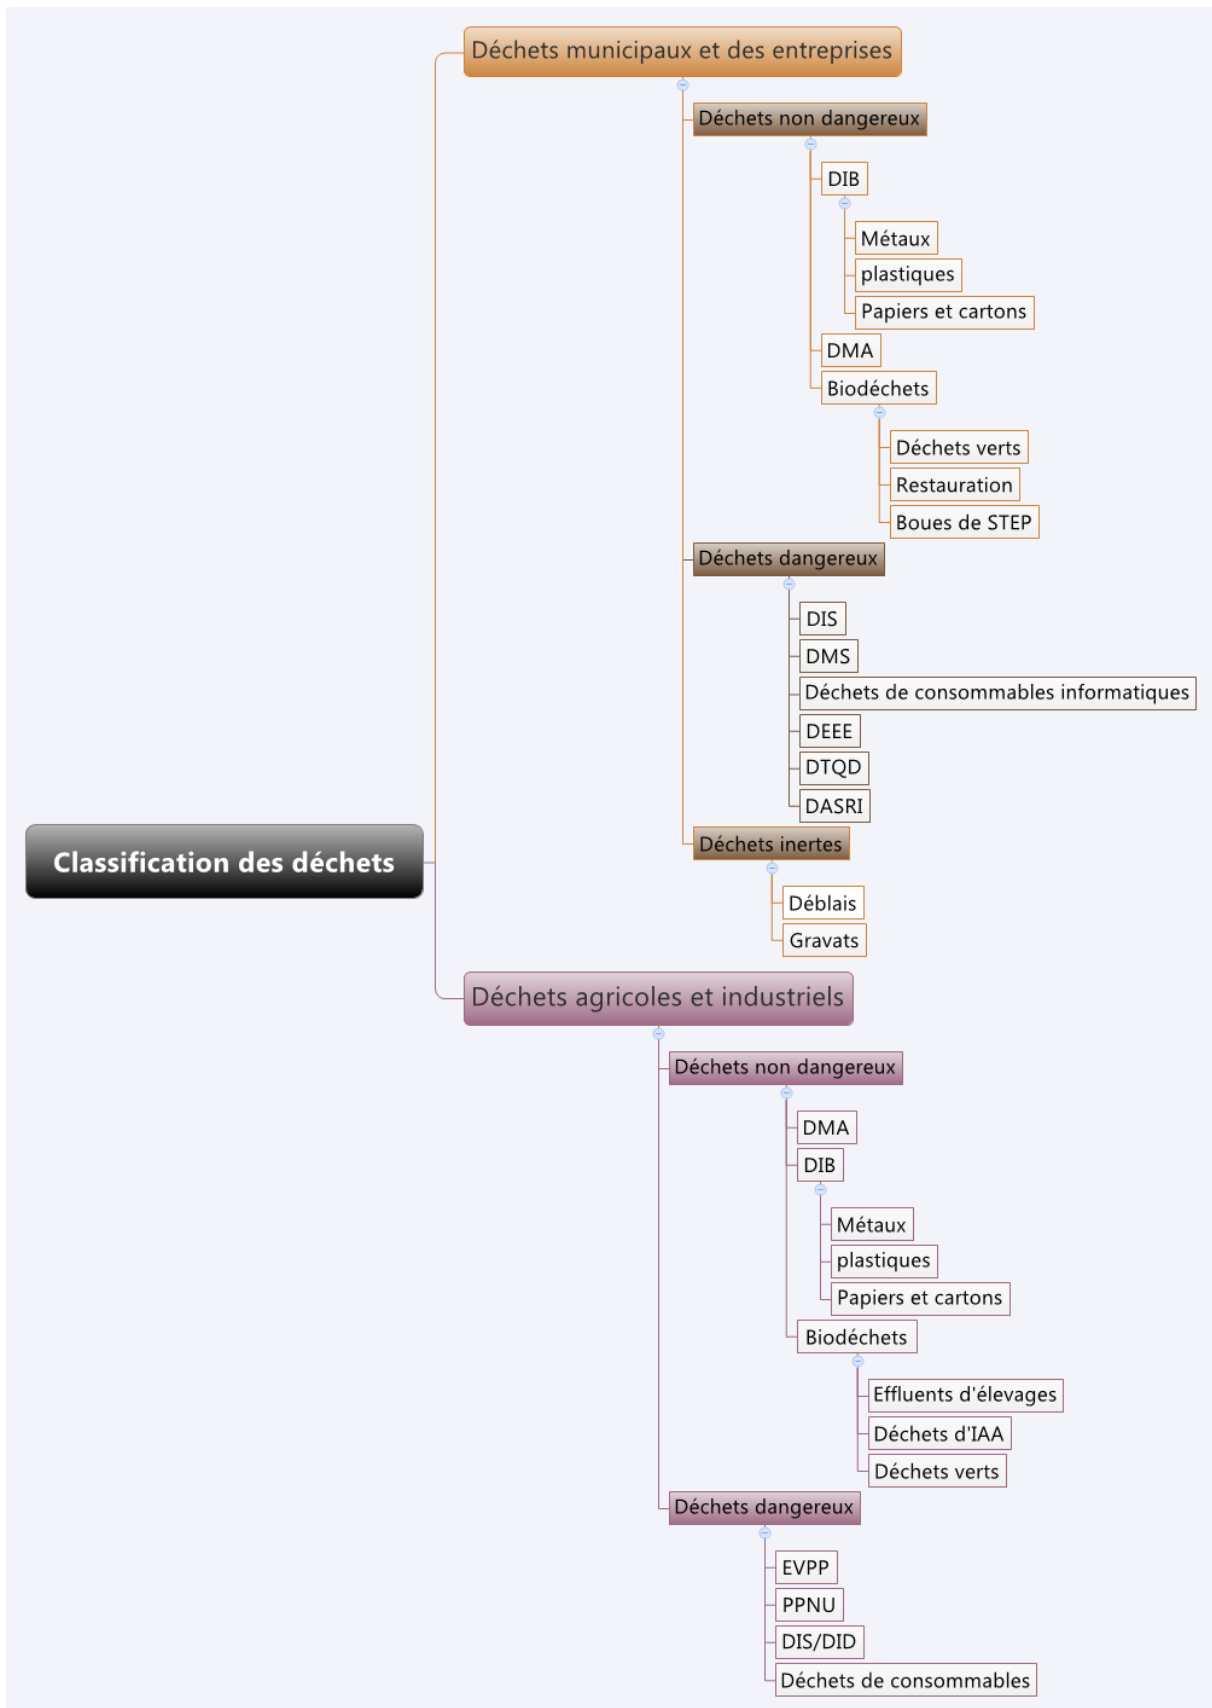 Déchets municipaux et des entreprises
Déchets non dangereux
DIB
Métaux
plastiques
Papiers et cartons
DMA
Biodéchets
Déchets verts
Restauration
Boues de STEP
Déchets dangereux
DIS
DMS
Déchets de consommables informatiques
DEEE
DTQD
DASRI
Déchets inertes
Classification des déchets
Déblais
Gravats
Déchets agricoles et industriels
Déchets non dangereux
DMA
DIB
Métaux
plastiques
Papiers et cartons
Biodéchets
Effluents d'élevages
Déchets d'IAA
Déchets verts
Déchets dangereux
EVPP
PPNU
DIS/DID
Déchets de consommables